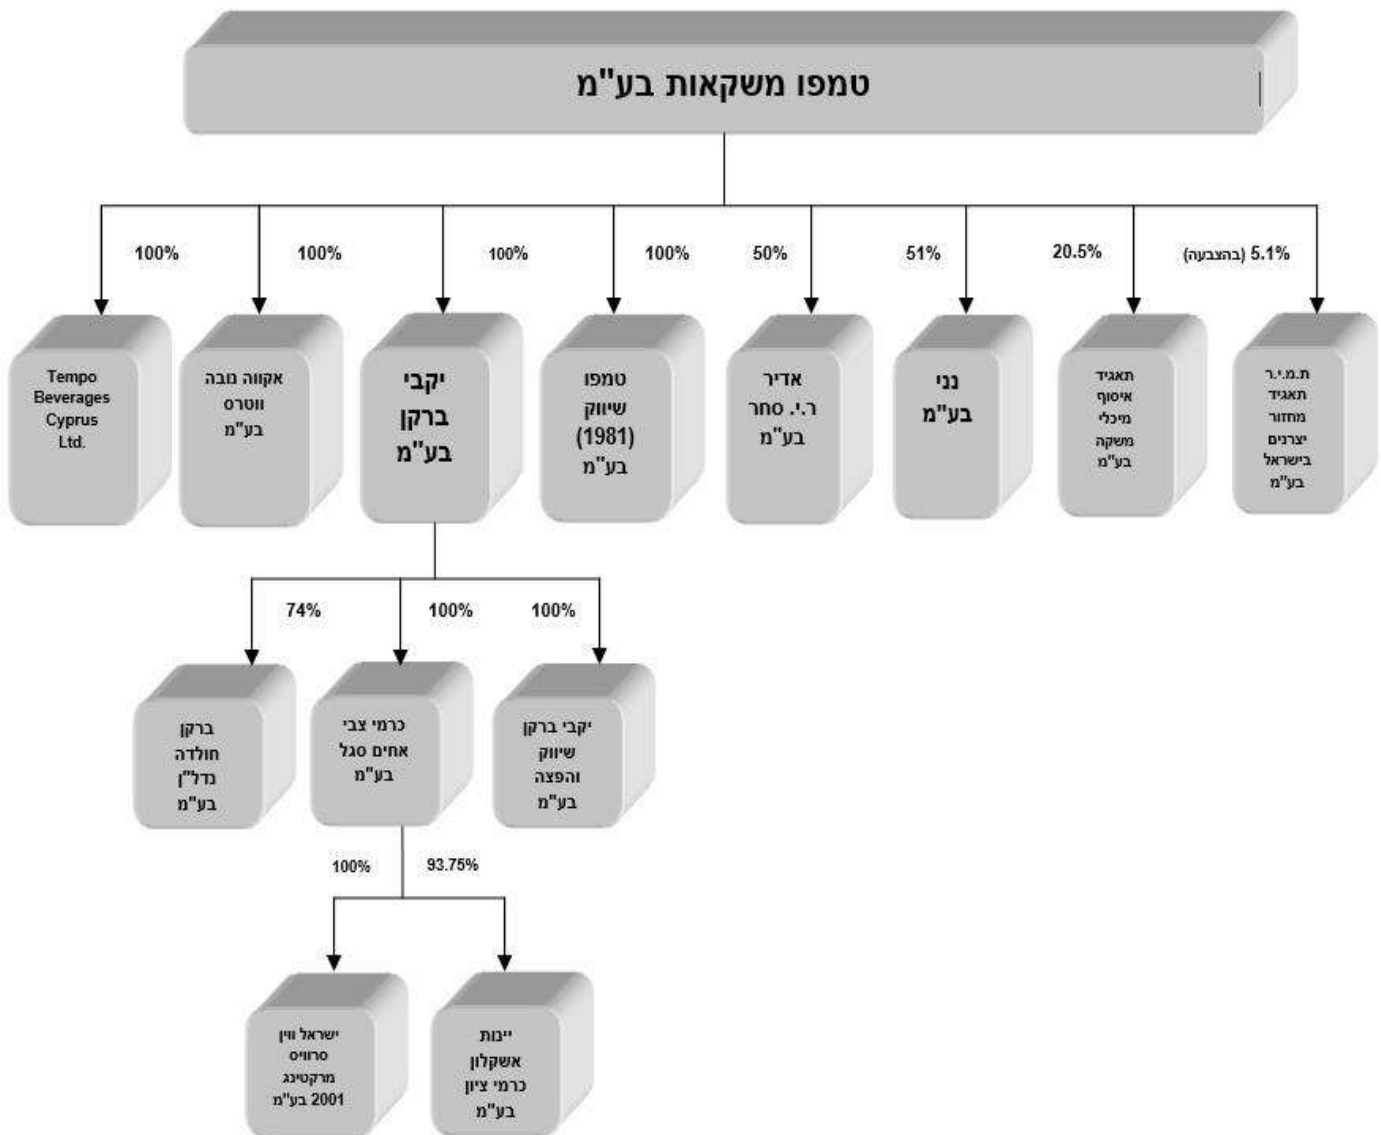 טמפו משקאות בע"מ
5.1% (בהצבעה)
20.5%
51%
50%
100%
100%
100%
100%
ת.מ.י.ר
תאגיד
מחזור
יצרנים
בישראל
בע"מ
תאגיד
איסוף
מיכלי
משקה
בע"מ
נני
בע"מ
אדיר
ר.י. סחר
בע"מ
טמפו
שיווק
(1981)
בע"מ
יקבי
ברקן
בע"מ
אקווה נובה
ווטרס
בע"מ
Tempo
Beverages
Cyprus
Ltd.
100%
100%
74%
יקבי ברקן
שיווק
והפצה
בע"מ
כרמי צבי
אחים סגל
בע"מ
ברקן
חולדה
נדל"ן
בע"מ
93.75%
100%
יינות
אשקלון
כרמי ציון
בע"מ
ישראל ווין
סרוויס
מרקטינג
2001 בע"מ